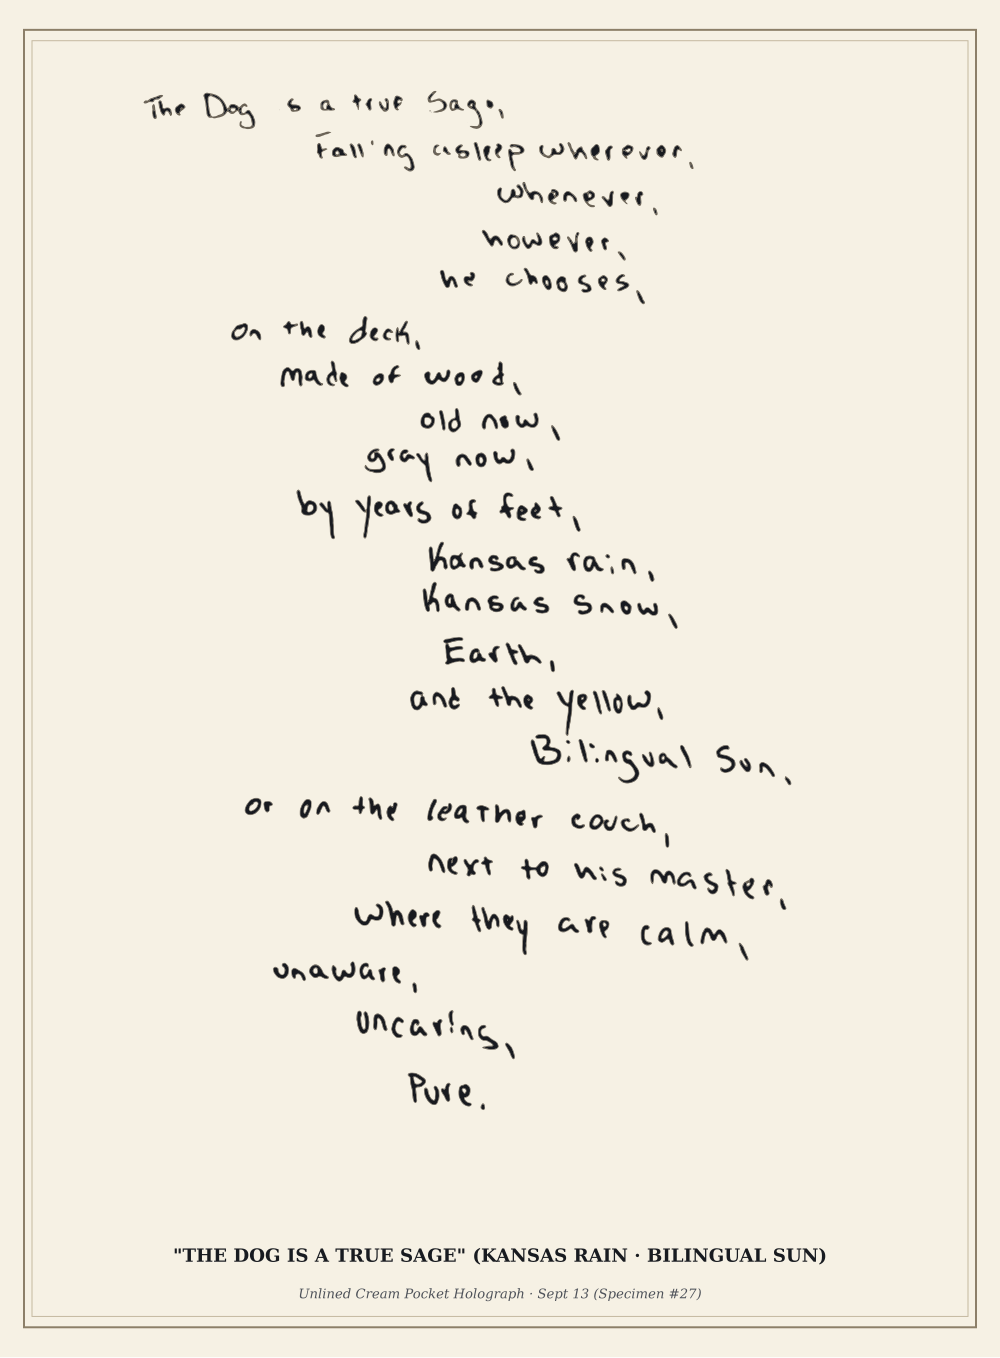 The Dog is a true Sage,
Falling asleep wherever,
whenever,
however,
he chooses,
on the deck,
made of wood,
old now,
gray now,
by years of feet,
Kansas rain,
Kansas Snow,
Earth,
and the yellow,
Bilingual Sun,
or on the leather couch,
next to his master,
where they are calm,
unaware,
uncaring,
Pure.
"THE DOG IS A TRUE SAGE" (KANSAS RAIN · BILINGUAL SUN)
Unlined Cream Pocket Holograph · Sept 13 (Specimen #27)